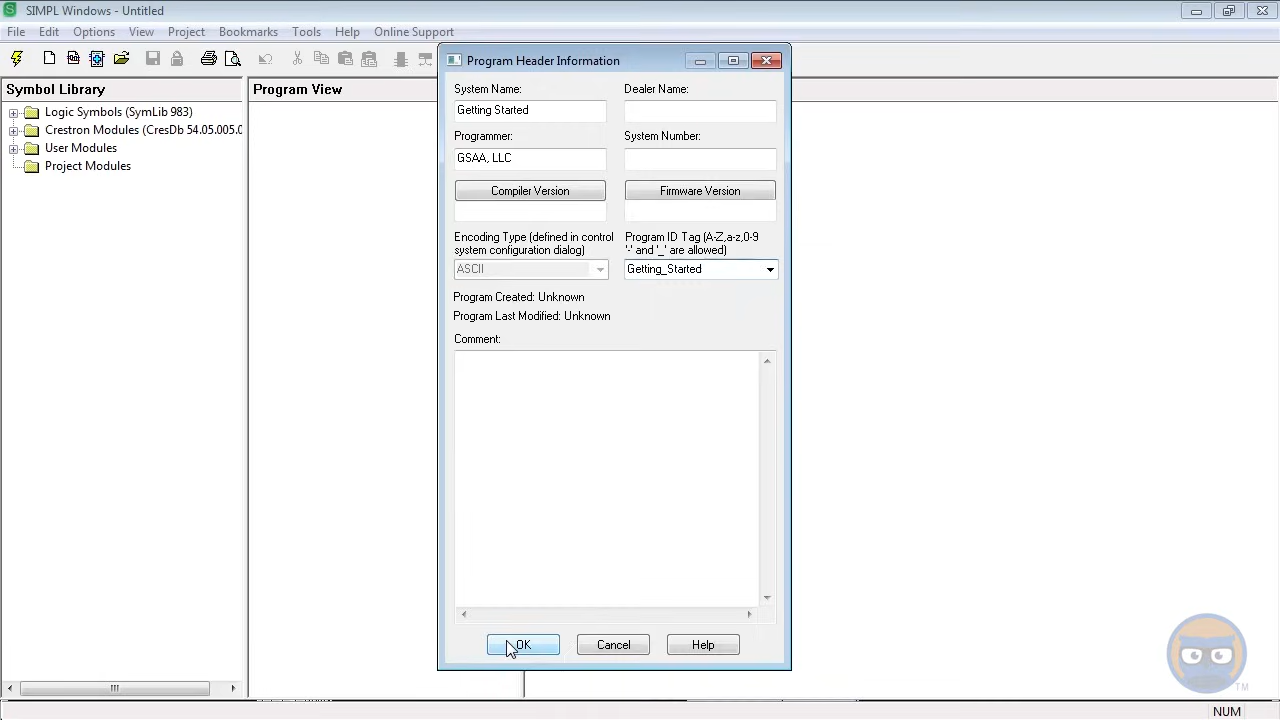 SIMPL Windows - Untitled
File Edit Options View Project Bookmarks Tools Help Online Support
Symbol Library
Logic Symbols (SymLib 983)
Crestron Modules (CresDb 54.05.005.0
User Modules
Project Modules
Program View
Program Header Information
System Name: Dealer Name:
Getting Started
Programmer: System Number:
GSAA, LLC
Compiler Version Firmware Version
Encoding Type (defined in control
system configuration dialog)
Program ID Tag (A-Z,a-z,0-9
'-' and '_' are allowed)
ASCII Getting_Started
Program Created: Unknown
Program Last Modified: Unknown
Comment:
OK Cancel Help
TM
NUM